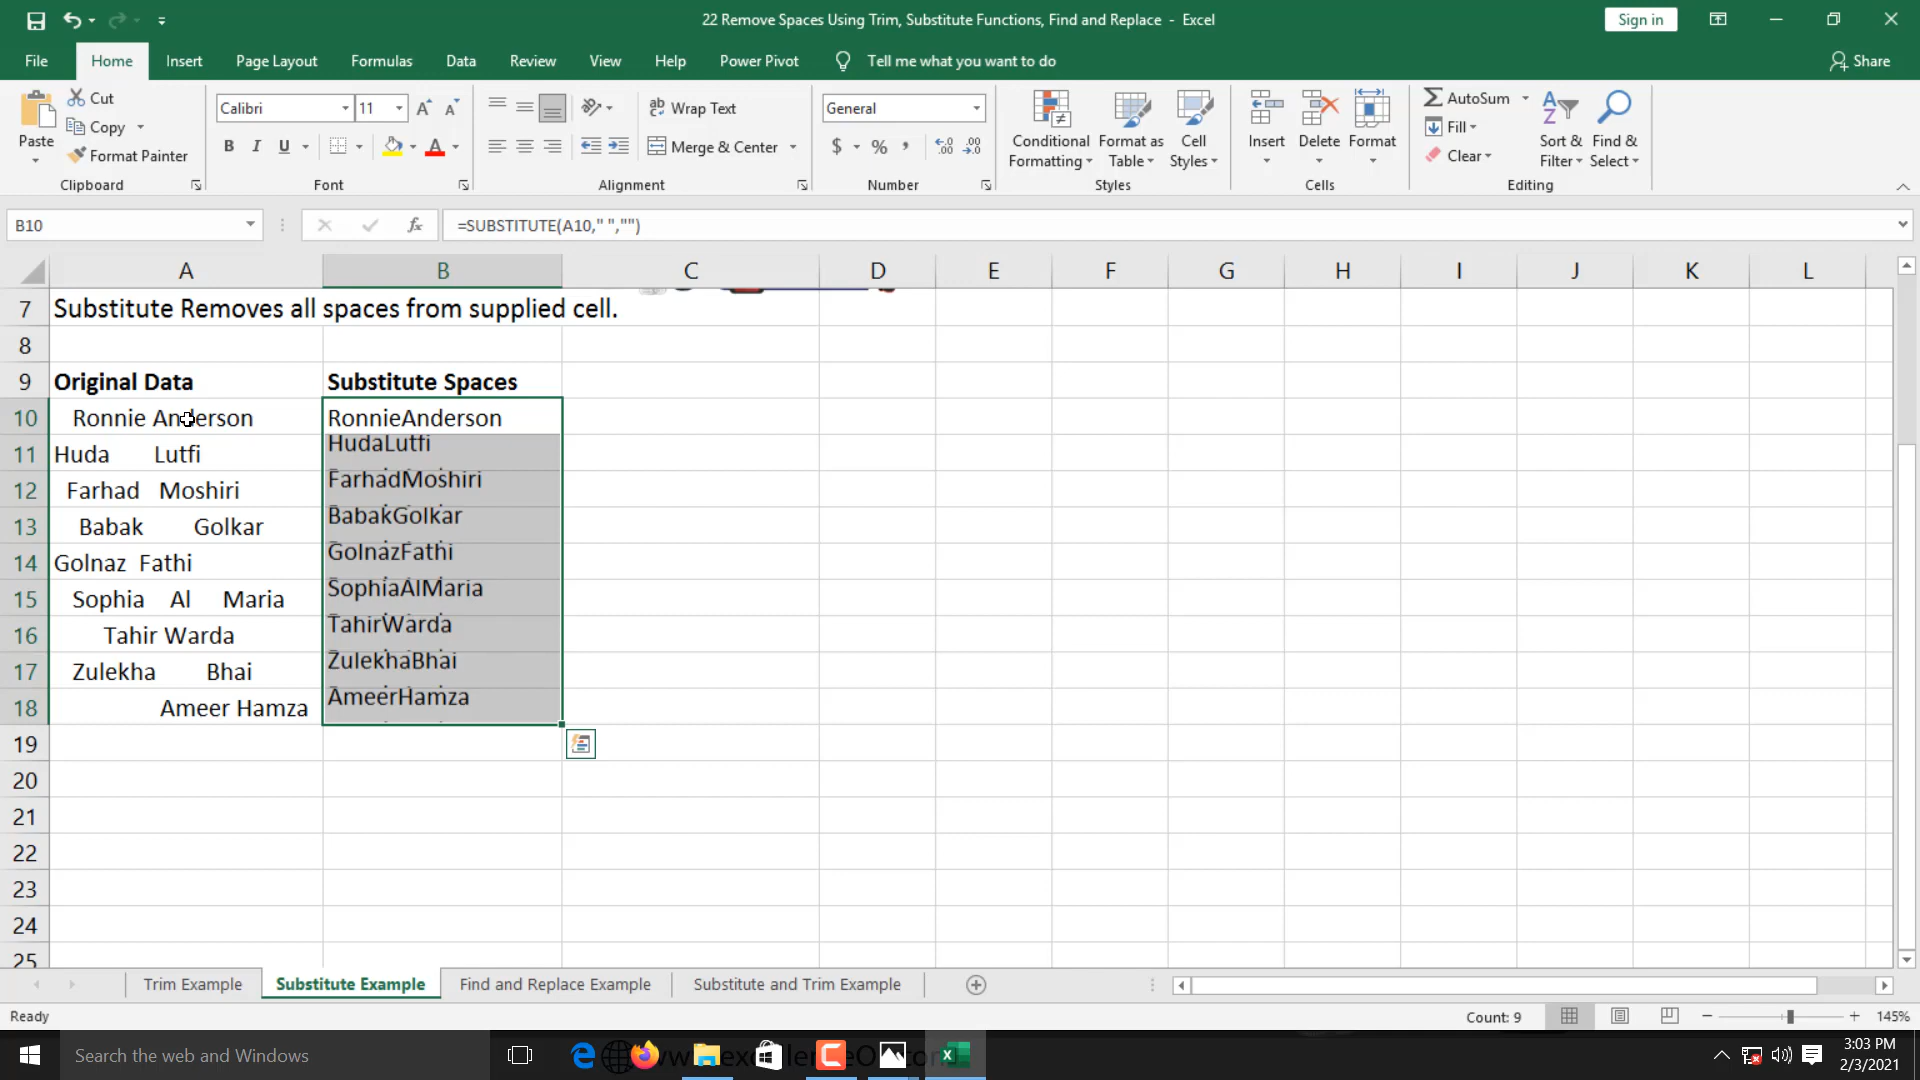 22 Remove Spaces Using Trim, Substitute Functions, Find and Replace - Excel
Sign in
File Home Insert Page Layout Formulas Data Review View Help Power Pivot Tell me what you want to do Share
Paste
Cut
Copy
Format Painter
Clipboard
Calibri 11
B I U
Font
Wrap Text
Merge & Center
Alignment
General
$ % ,
Number
Conditional Formatting
Format as Table
Cell Styles
Styles
Insert Delete Format
Cells
AutoSum
Fill
Clear
Sort & Filter
Find & Select
Editing
B10 fx =SUBSTITUTE(A10," ","")
A B C D E F G H I J K L
7 Substitute Removes all spaces from supplied cell.
8
9 Original Data Substitute Spaces
10 Ronnie Anderson RonnieAnderson
11 Huda Lutfi HudaLutfi
12 Farhad Moshiri FarhadMoshiri
13 Babak Golkar BabakGolkar
14 Golnaz Fathi GolnazFathi
15 Sophia Al Maria SophiaAlMaria
16 Tahir Warda TahirWarda
17 Zulekha Bhai ZulekhaBhai
18 Ameer Hamza AmeerHamza
19
20
21
22
23
24
25
Trim Example Substitute Example Find and Replace Example Substitute and Trim Example
Ready Count: 9 145%
Search the web and Windows
3:03 PM
2/3/2021